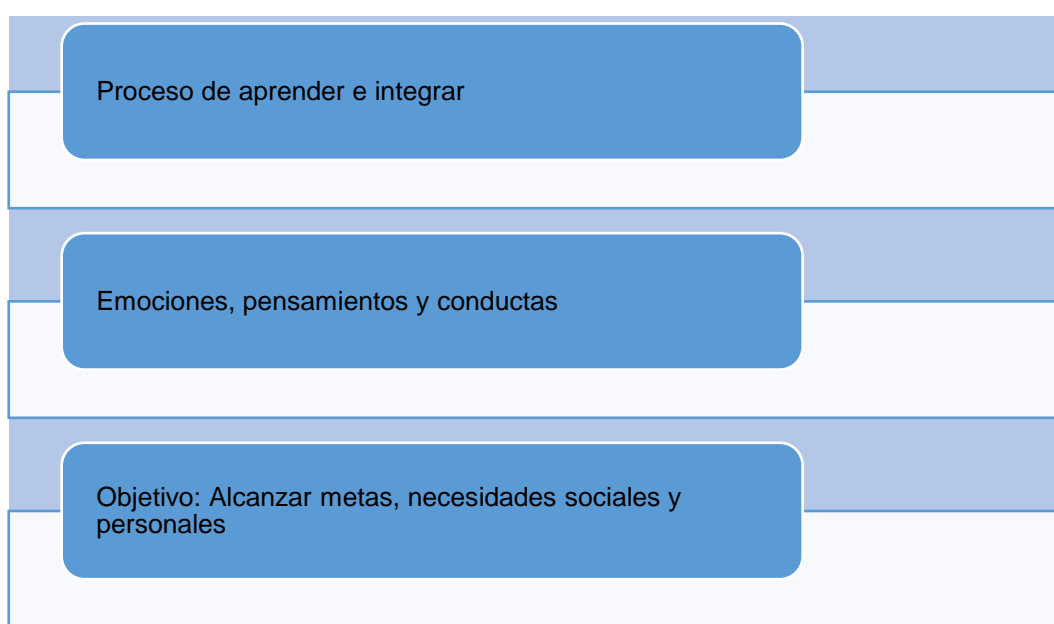 Proceso de aprender e integrar
Emociones, pensamientos y conductas
Objetivo: Alcanzar metas, necesidades sociales y
personales